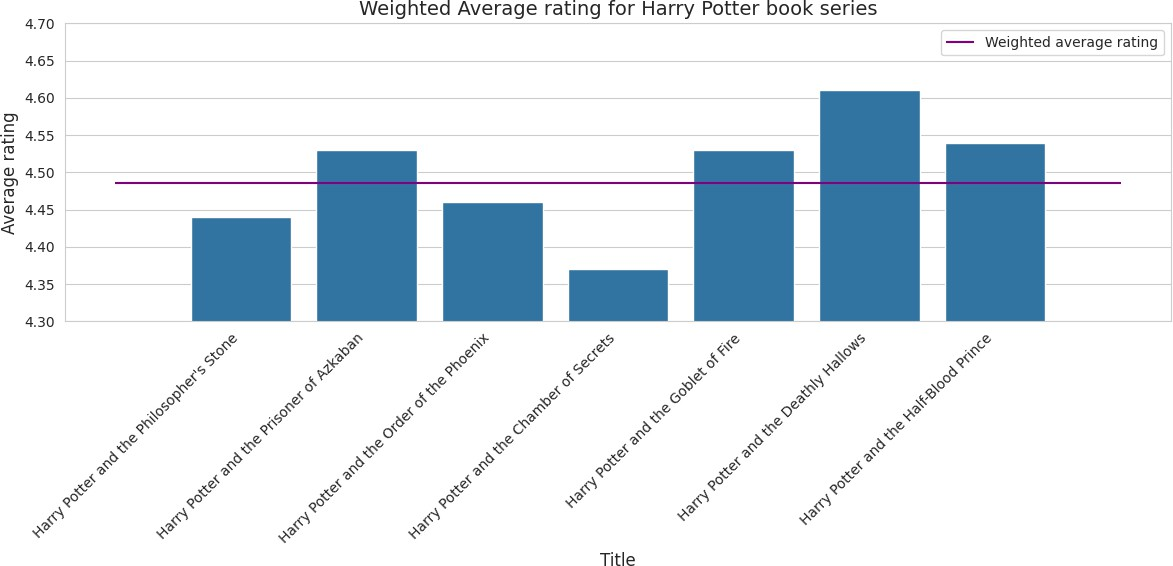 Weighted Average rating for Harry Potter book series
Weighted average rating
Average rating
4.70
4.65
4.60
4.55
4.50
4.45
4.40
4.35
4.30
Harry Potter and the Philosopher's Stone
Harry Potter and the Prisoner of Azkaban
Harry Potter and the Order of the Phoenix
Harry Potter and the Chamber of Secrets
Harry Potter and the Goblet of Fire
Harry Potter and the Deathly Hallows
Harry Potter and the Half-Blood Prince
Title